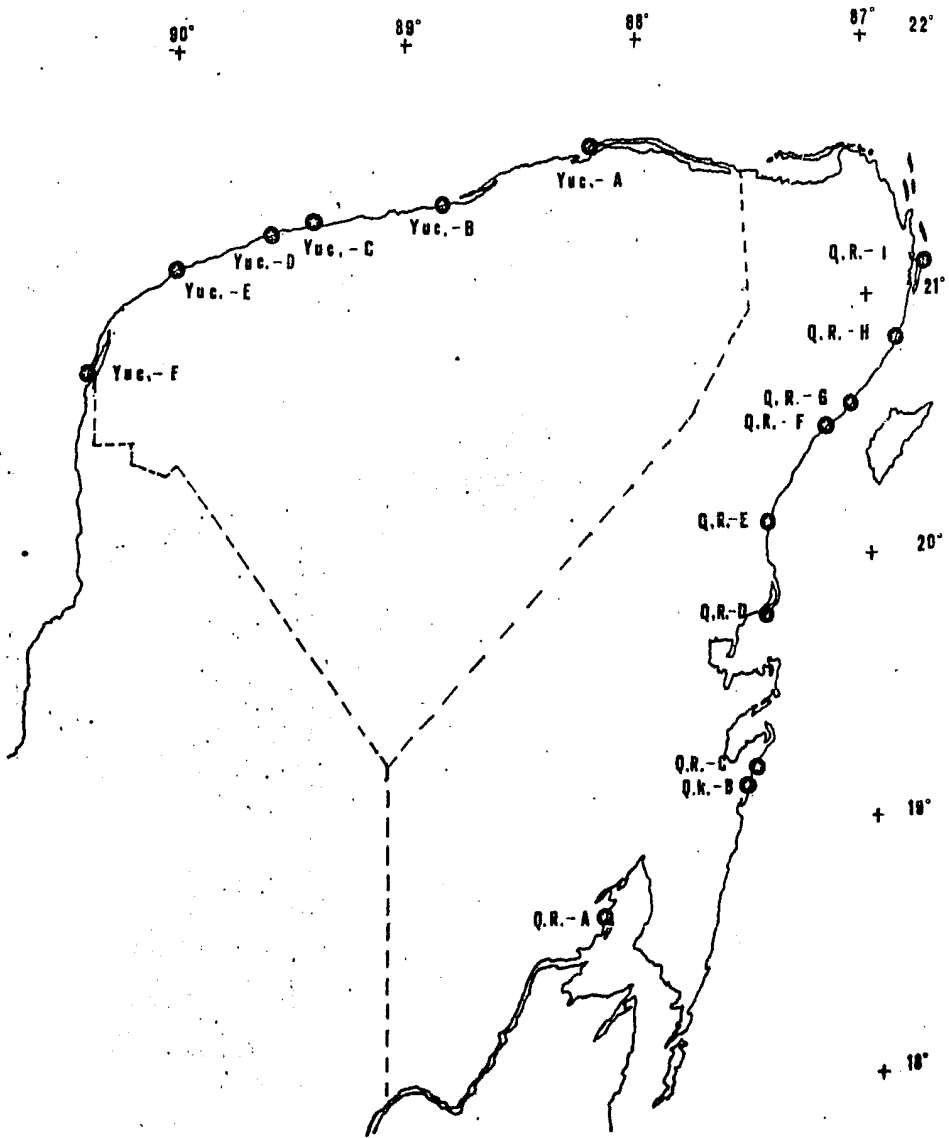 90° 89° 88° 87° 22°
Yuc.- A
Yuc.-B
Yuc.-C
Yuc.-D
Yuc.-E
Yuc.-F
Q.R.-I
21°
Q.R.-H
Q.R.-G
Q.R.-F
Q.R.-E
20°
Q.R.-D
Q.R.-C
Q.R.-B
19°
Q.R.-A
18°